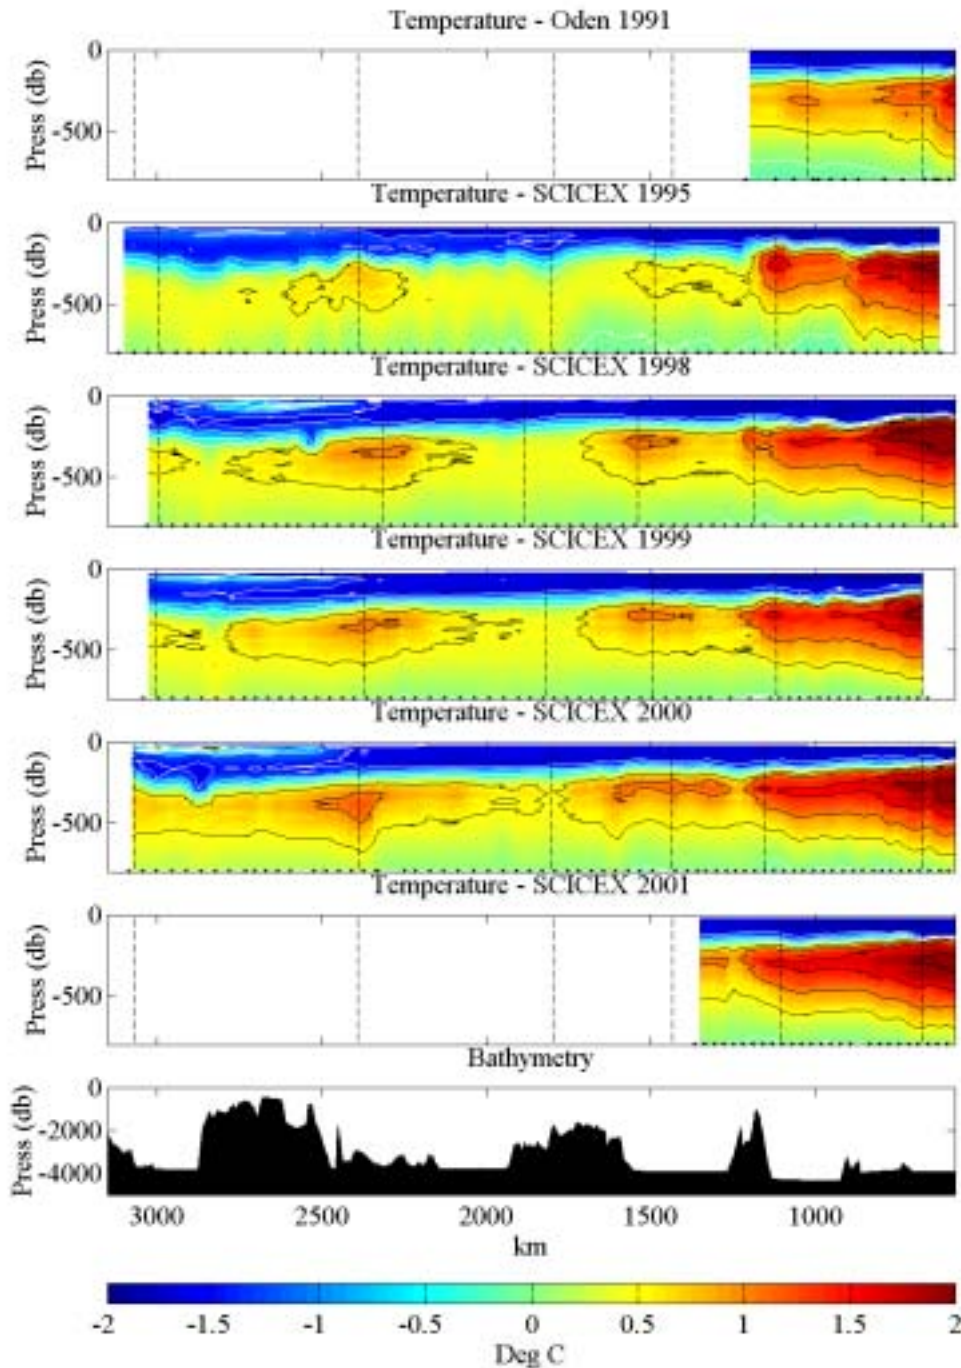 Temperature - Oden 1991
0
-500
Press (db)
Temperature - SCICEX 1995
0
-500
Press (db)
Temperature - SCICEX 1998
0
-500
Press (db)
Temperature - SCICEX 1999
0
-500
Press (db)
Temperature - SCICEX 2000
0
-500
Press (db)
Temperature - SCICEX 2001
0
-500
Press (db)
Bathymetry
0
-2000
-4000
Press (db)
3000 2500 2000 1500 1000
km
-2 -1.5 -1 -0.5 0 0.5 1 1.5 2
Deg C